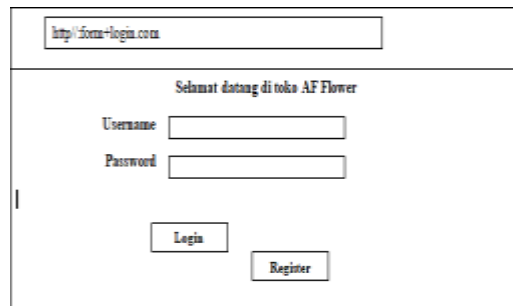 http//:form+login.com
Selamat datang di toko AF Flower
Username
Password
Login
Register